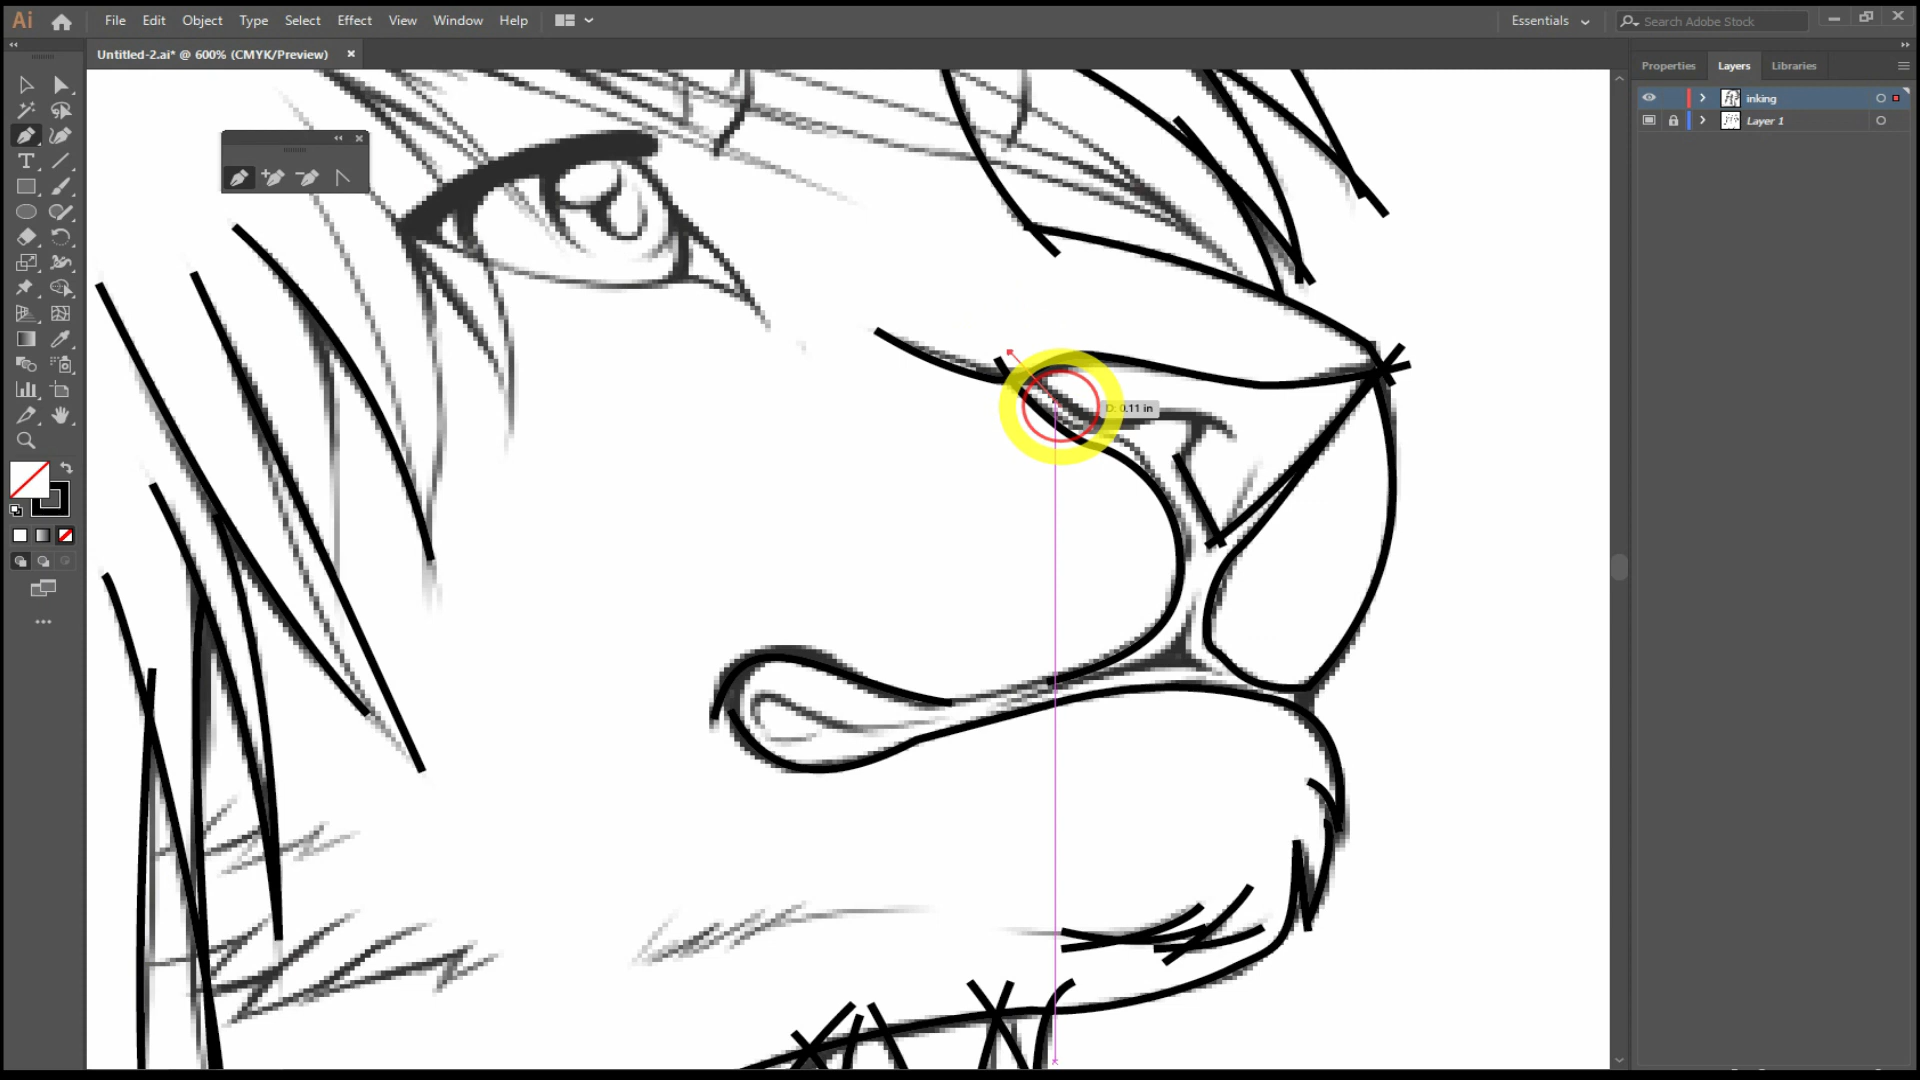 Ai File Edit Object Type Select Effect View Window Help Essentials Search Adobe Stock
Untitled-2.ai* @ 600% (CMYK/Preview)
Properties Layers Libraries
inking
Layer 1
D: 0.11 in